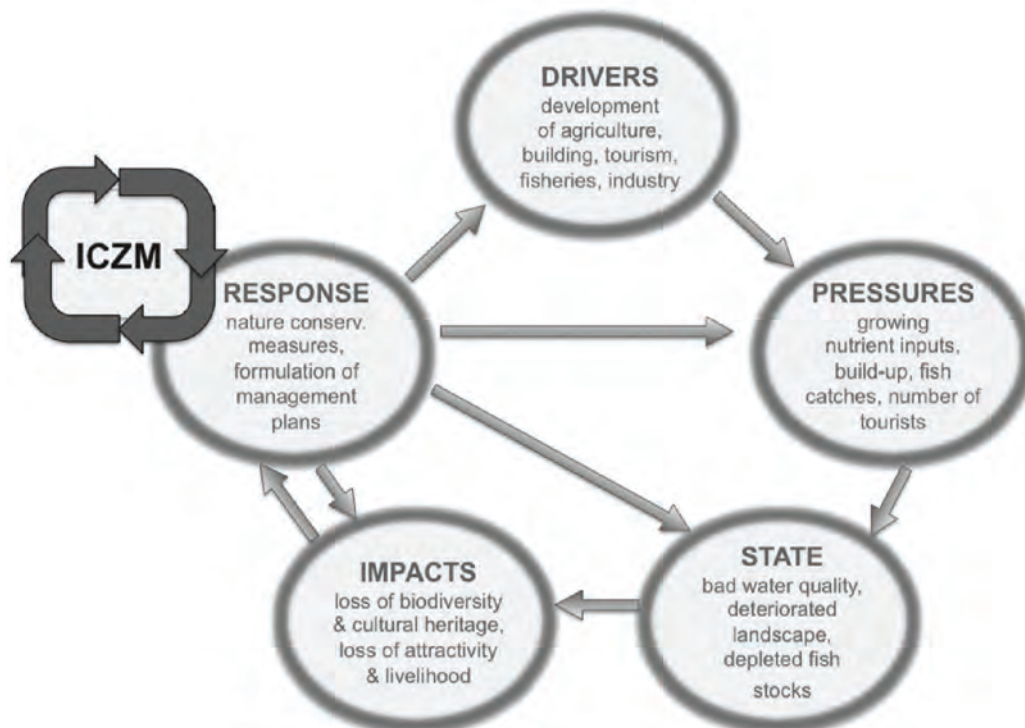 DRIVERS
development
of agriculture,
building, tourism,
fisheries, industry
ICZM
RESPONSE
nature conserv.
measures,
formulation of
management
plans
PRESSURES
growing
nutrient inputs,
build-up, fish
catches, number of
tourists
IMPACTS
loss of biodiversity
& cultural heritage,
loss of attractivity
& livelihood
STATE
bad water quality,
deteriorated
landscape,
depleted fish
stocks